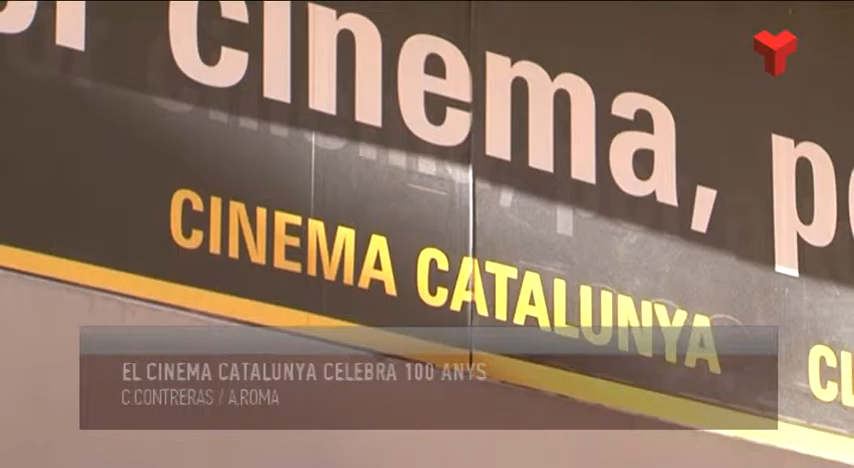 cinema,
CINEMA CATALUNYA
EL CINEMA CATALUNYA CELEBRA 100 ANYS
C.CONTRERAS / A.ROMA